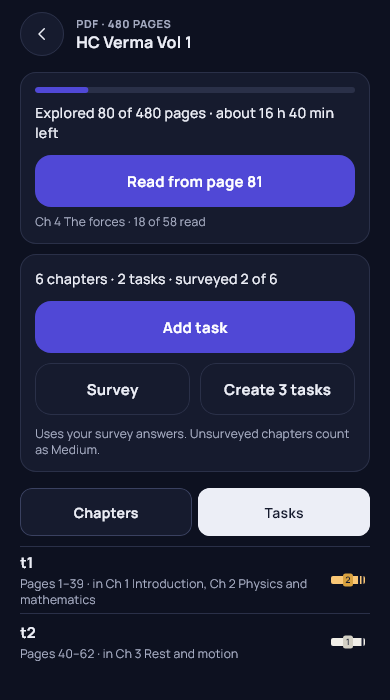 PDF · 480 PAGES
HC Verma Vol 1
Explored 80 of 480 pages · about 16 h 40 min
left
Read from page 81
Ch 4 The forces · 18 of 58 read
6 chapters · 2 tasks · surveyed 2 of 6
Add task
Survey
Create 3 tasks
Uses your survey answers. Unsurveyed chapters count
as Medium.
Chapters
Tasks
t1
Pages 1–39 · in Ch 1 Introduction, Ch 2 Physics and
mathematics
2
t2
Pages 40–62 · in Ch 3 Rest and motion
1